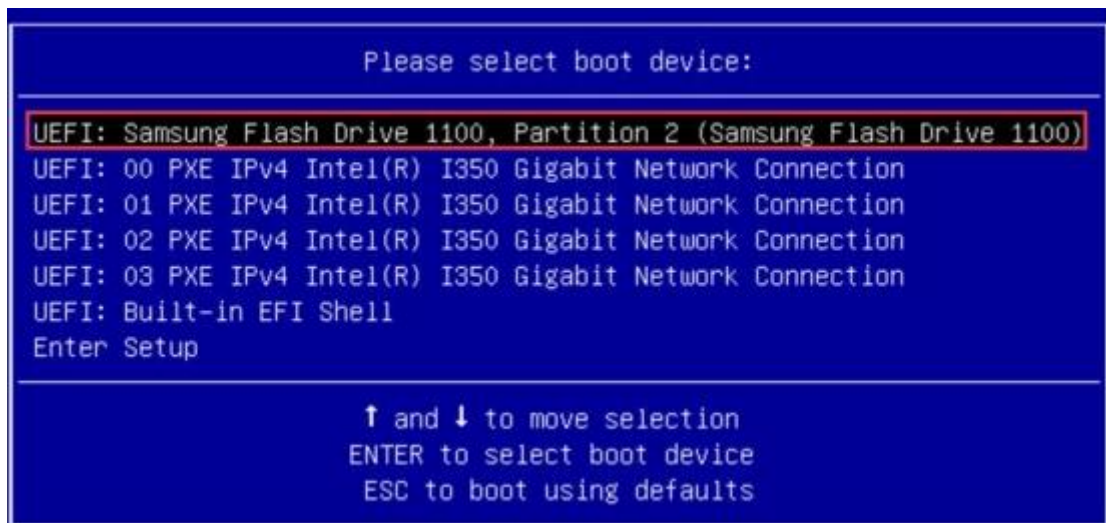 Please select boot device:
UEFI: Samsung Flash Drive 1100, Partition 2 (Samsung Flash Drive 1100)
UEFI: 00 PXE IPv4 Intel(R) I350 Gigabit Network Connection
UEFI: 01 PXE IPv4 Intel(R) I350 Gigabit Network Connection
UEFI: 02 PXE IPv4 Intel(R) I350 Gigabit Network Connection
UEFI: 03 PXE IPv4 Intel(R) I350 Gigabit Network Connection
UEFI: Built-in EFI Shell
Enter Setup
↑ and ↓ to move selection
ENTER to select boot device
ESC to boot using defaults